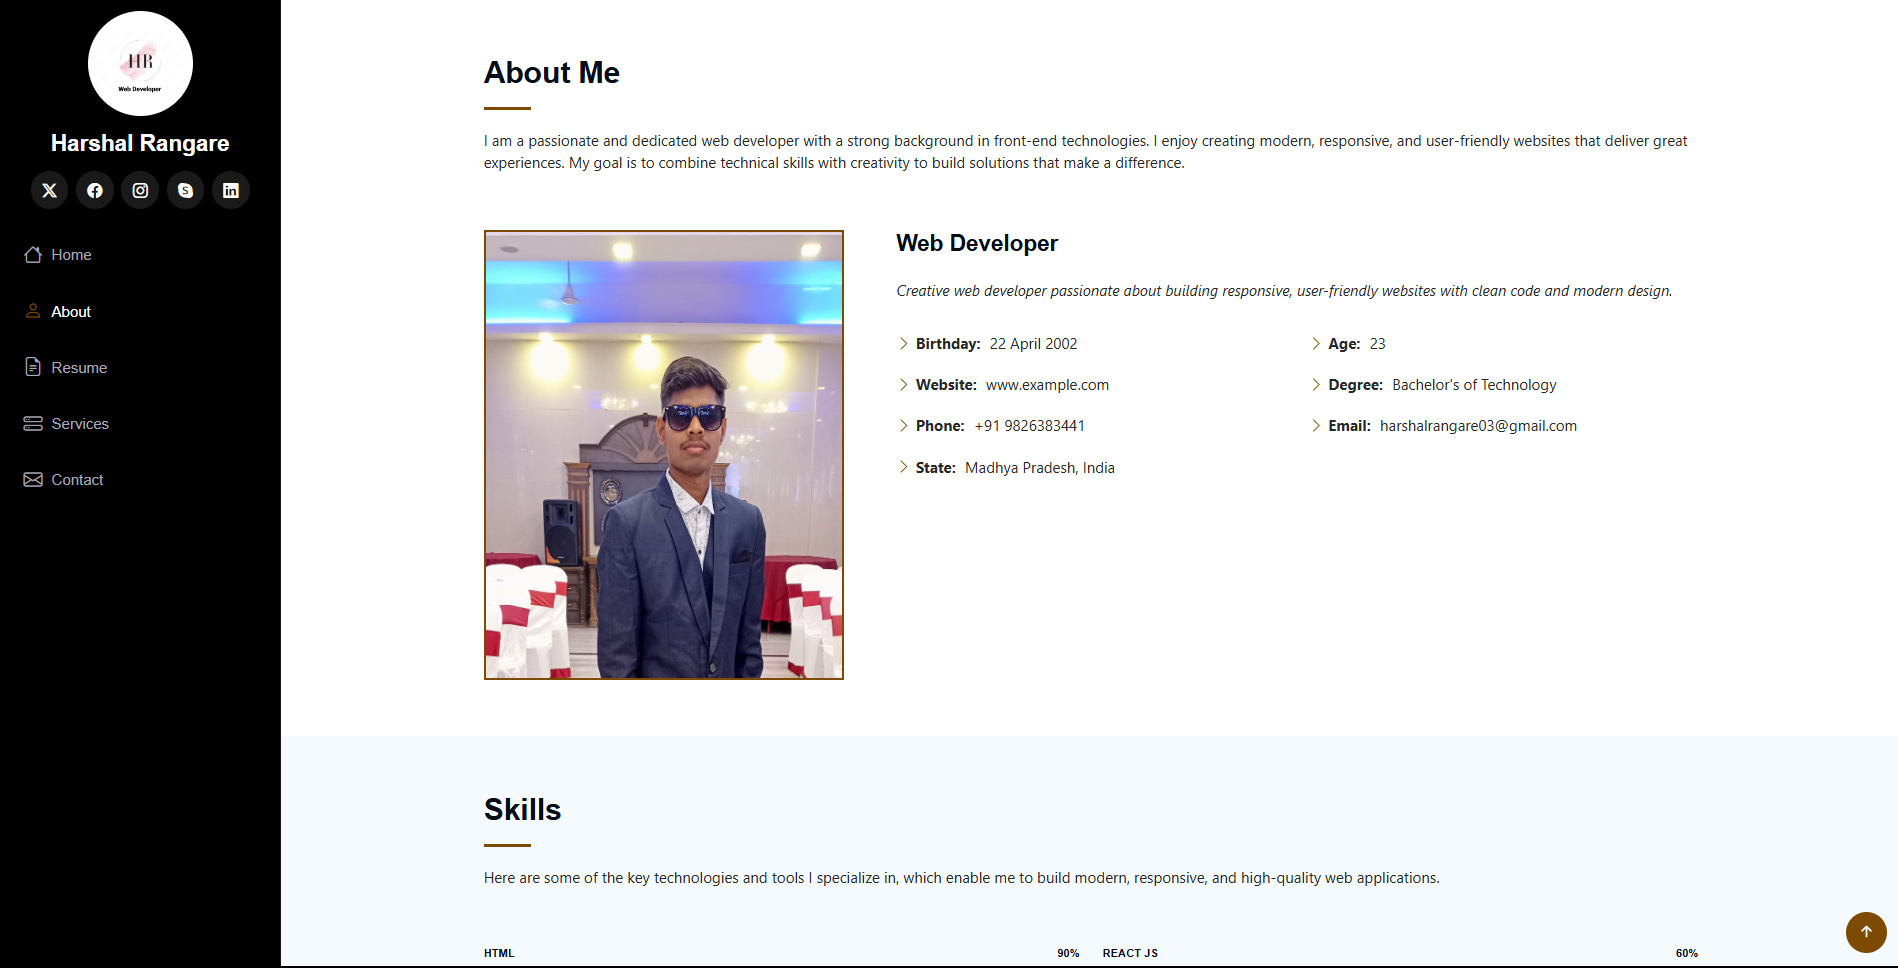 HR
Web Developer
Harshal Rangare
Home
About
Resume
Services
Contact
About Me
I am a passionate and dedicated web developer with a strong background in front-end technologies. I enjoy creating modern, responsive, and user-friendly websites that deliver great
experiences. My goal is to combine technical skills with creativity to build solutions that make a difference.
Web Developer
Creative web developer passionate about building responsive, user-friendly websites with clean code and modern design.
Birthday: 22 April 2002
Age: 23
Website: www.example.com
Degree: Bachelor's of Technology
Phone: +91 9826383441
Email: harshalrangare03@gmail.com
State: Madhya Pradesh, India
Skills
Here are some of the key technologies and tools I specialize in, which enable me to build modern, responsive, and high-quality web applications.
HTML 90%
REACT JS 60%